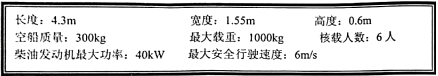 长度：4.3m 宽度：1.55m 高度：0.6m
空船质量：300kg 最大载重：1000kg 核载人数：6人
柴油发动机最大功率：40kW 最大安全行驶速度：6m/s